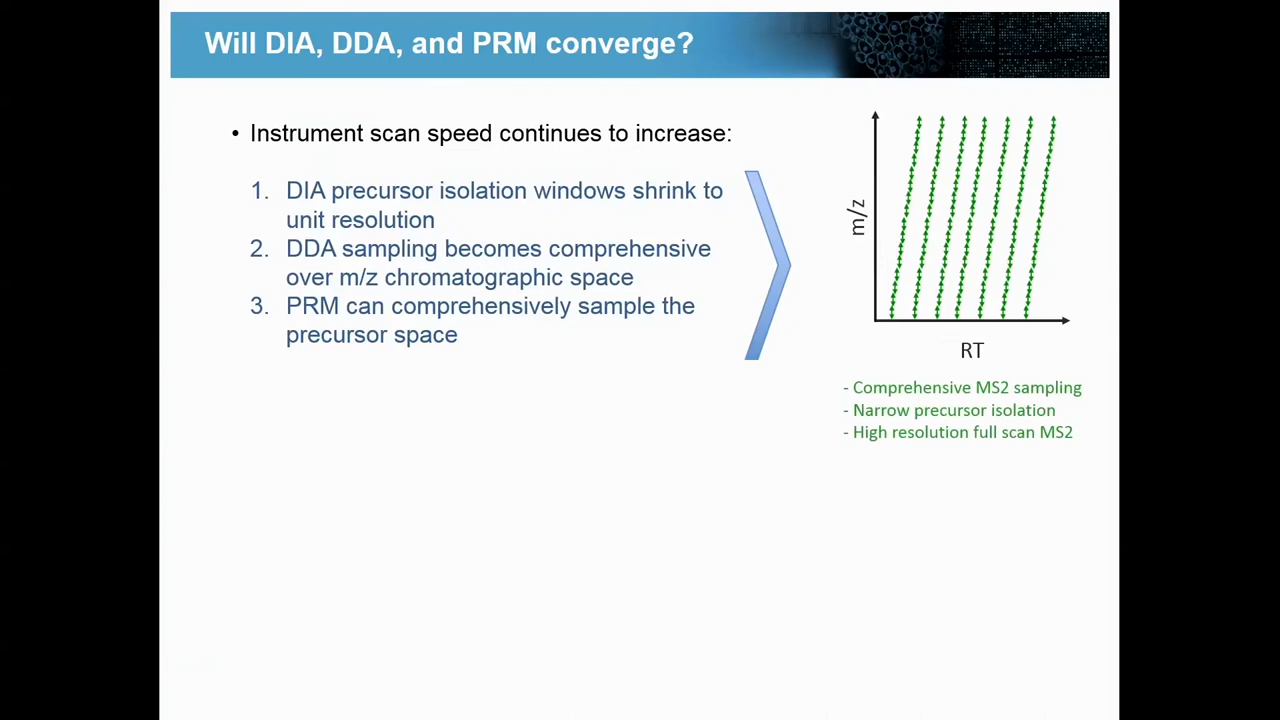 Will DIA, DDA, and PRM converge?
• Instrument scan speed continues to increase:
1. DIA precursor isolation windows shrink to
unit resolution
2. DDA sampling becomes comprehensive
over m/z chromatographic space
3. PRM can comprehensively sample the
precursor space
m/z
RT
- Comprehensive MS2 sampling
- Narrow precursor isolation
- High resolution full scan MS2